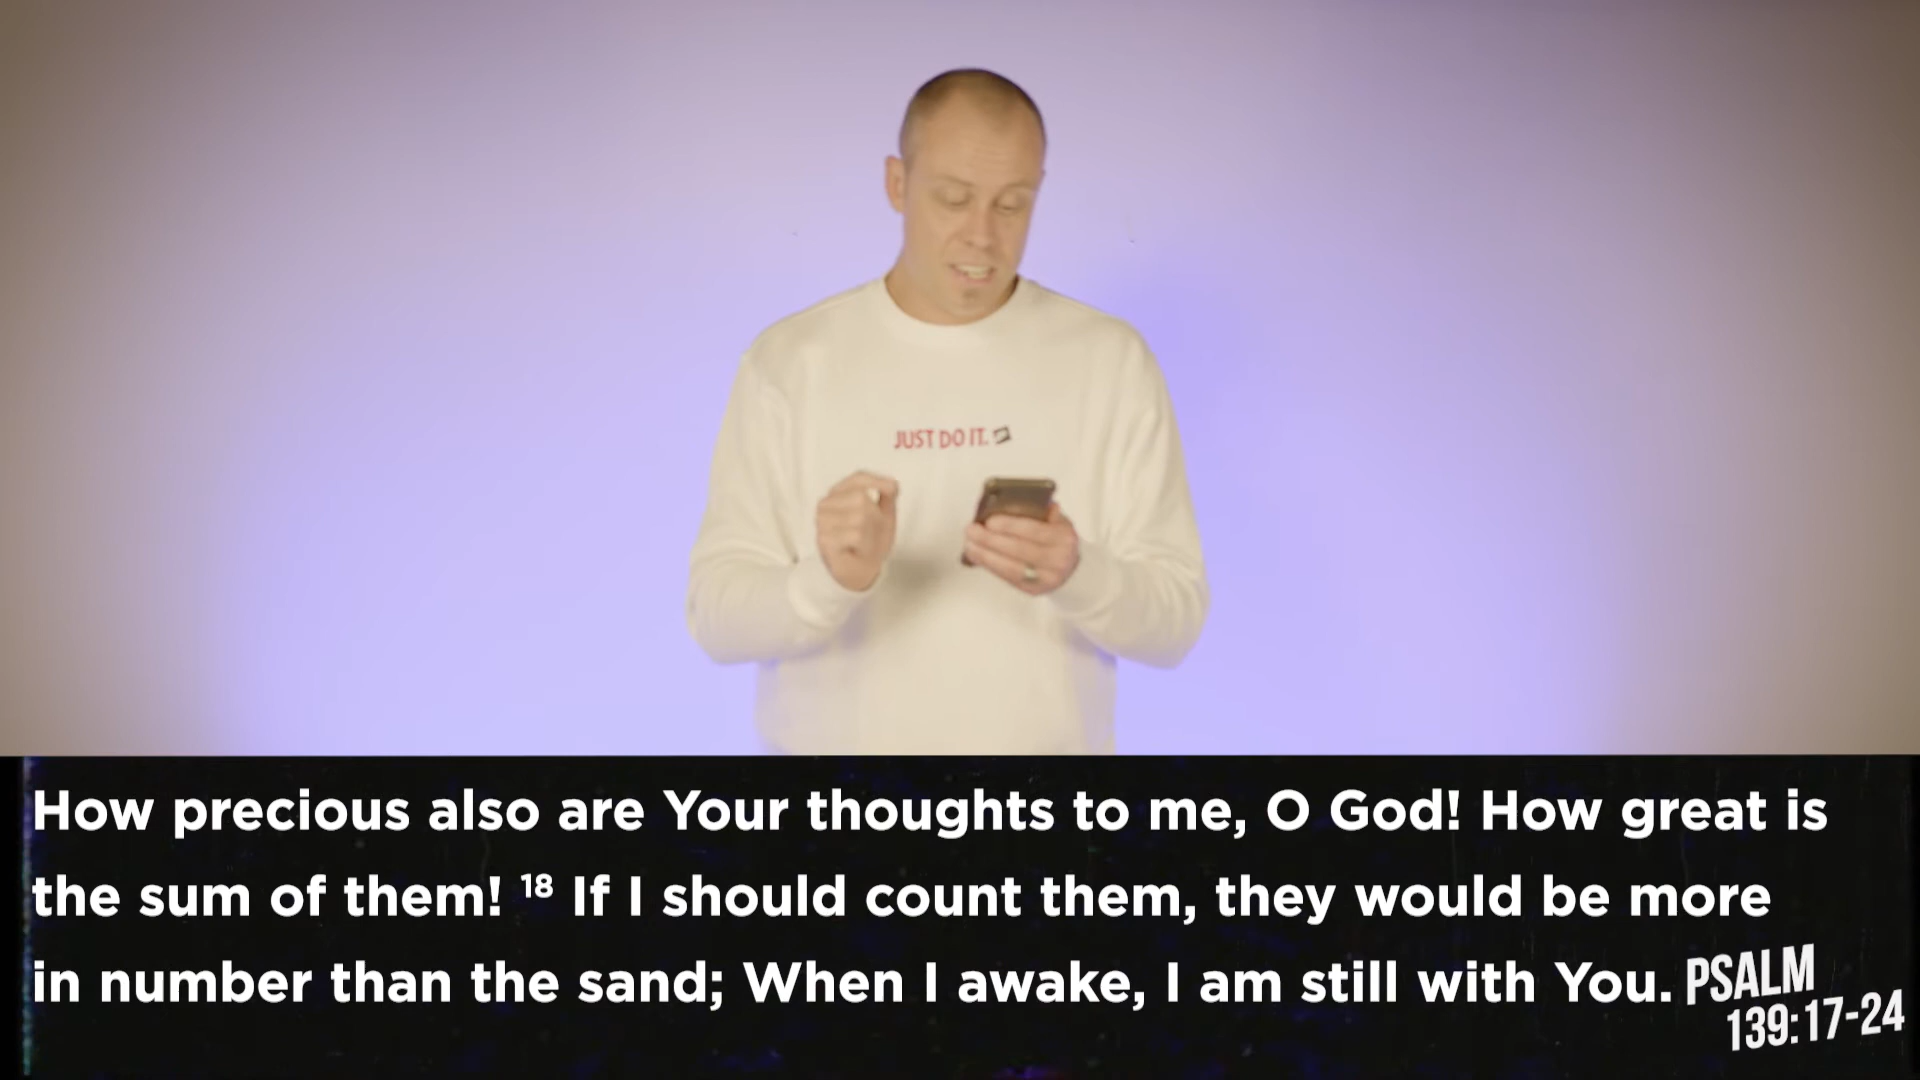 JUST DO IT.
How precious also are Your thoughts to me, O God! How great is
the sum of them! 18 If I should count them, they would be more
in number than the sand; When I awake, I am still with You.
PSALM
139:17-24